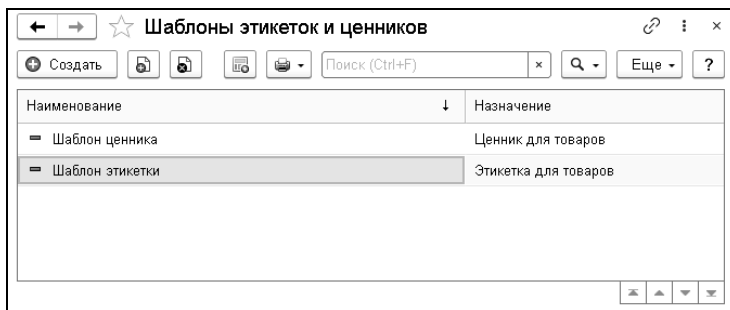 Шаблоны этикеток и ценников
Создать Поиск (Ctrl+F) × Еще ?
Наименование ↓ Назначение
Шаблон ценника Ценник для товаров
Шаблон этикетки Этикетка для товаров